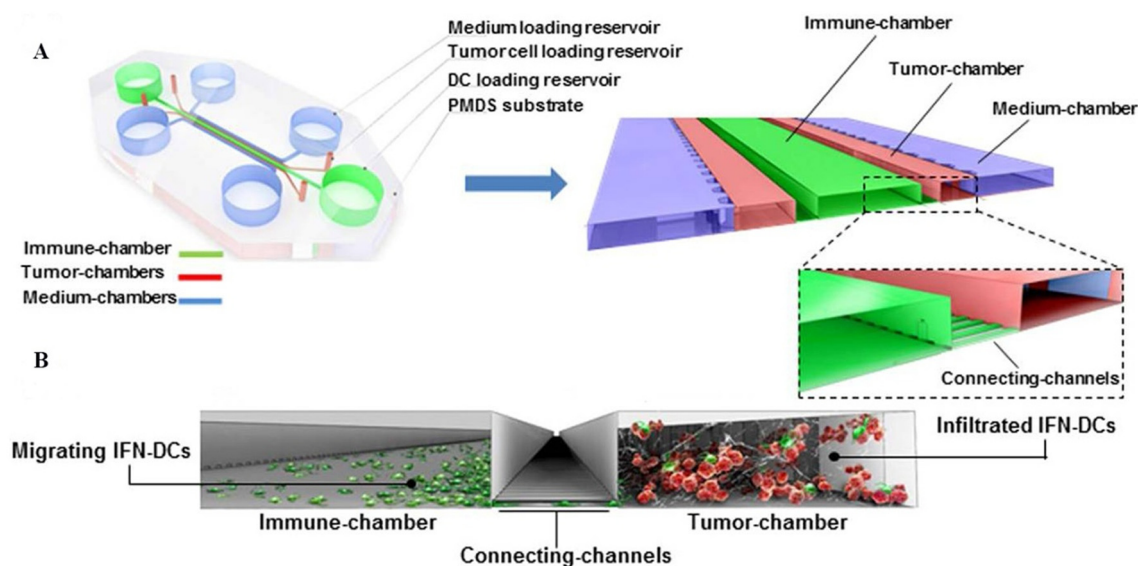 A
Medium loading reservoir
Tumor cell loading reservoir
DC loading reservoir
PMDS substrate
Immune-chamber
Tumor-chamber
Medium-chamber
Immune-chamber
Tumor-chambers
Medium-chambers
Connecting-channels
B
Migrating IFN-DCs
Infiltrated IFN-DCs
Immune-chamber
Tumor-chamber
Connecting-channels